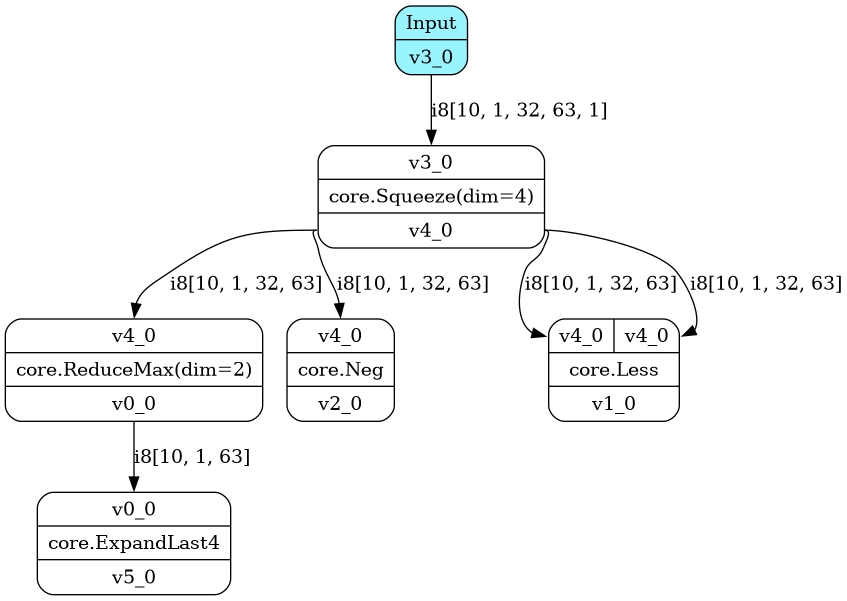 Input
v3_0
i8[10, 1, 32, 63, 1]
v3_0
core.Squeeze(dim=4)
v4_0
i8[10, 1, 32, 63]
i8[10, 1, 32, 63]
i8[10, 1, 32, 63]
i8[10, 1, 32, 63]
v4_0
core.ReduceMax(dim=2)
v0_0
v4_0
core.Neg
v2_0
v4_0 v4_0
core.Less
v1_0
i8[10, 1, 63]
v0_0
core.ExpandLast4
v5_0